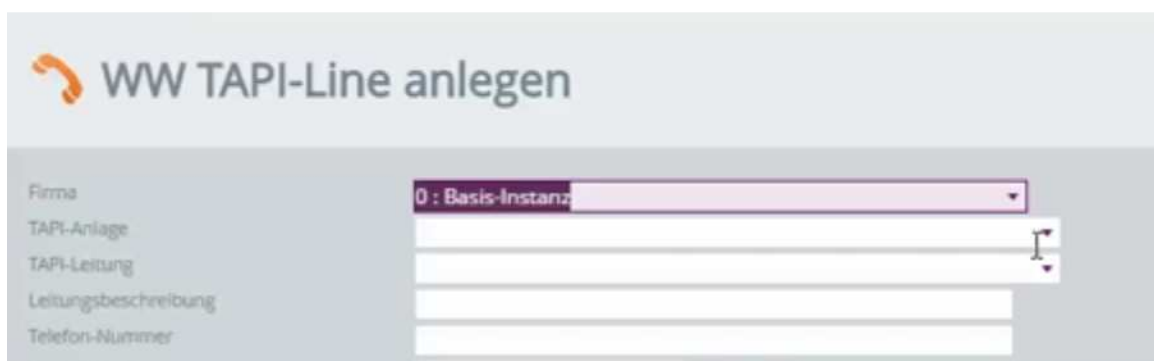 WW TAPI-Line anlegen
Firma 0 : Basis-Instanz
TAPI-Anlage
TAPI-Leitung
Leitungsbeschreibung
Telefon-Nummer